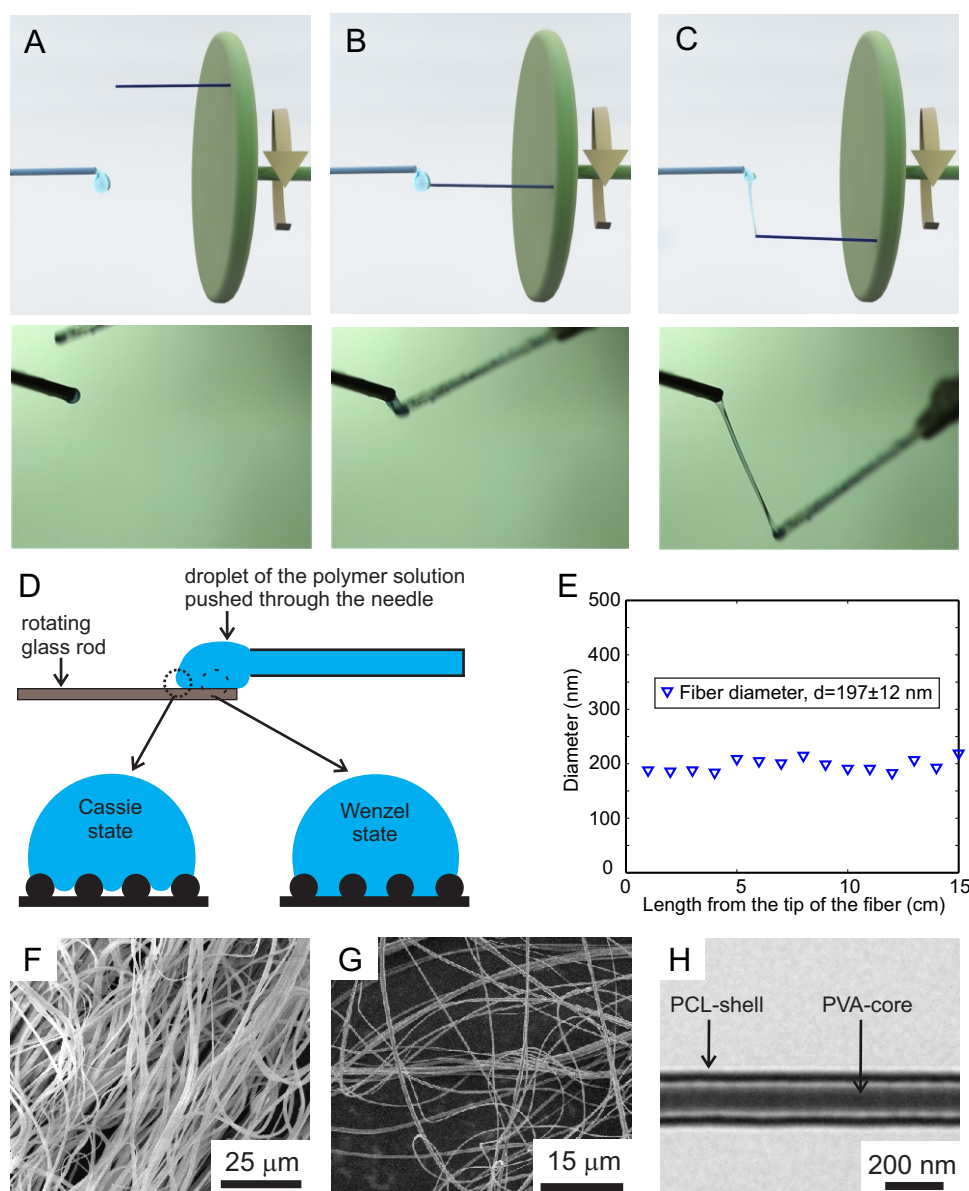 A
B
C
D
droplet of the polymer solution
pushed through the needle
rotating
glass rod
Cassie
state
Wenzel
state
E
500
400
300
200
100
0
Diameter (nm)
Fiber diameter, d=197±12 nm
0
5
10
15
Length from the tip of the fiber (cm)
F
25 μm
G
15 μm
H
PCL-shell
PVA-core
200 nm